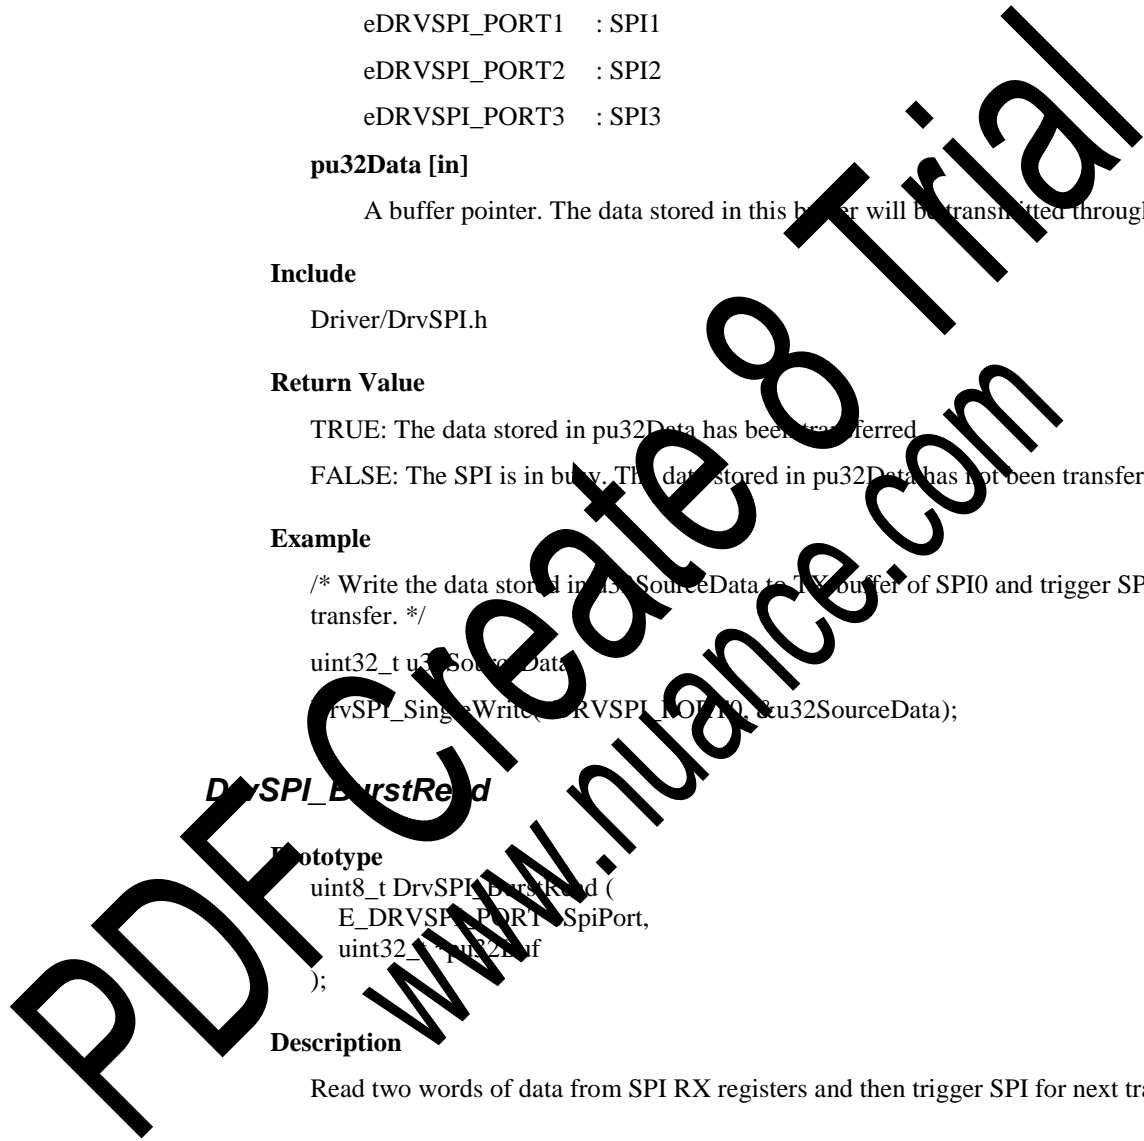 eDRVSPI_PORT1 : SPI1
eDRVSPI_PORT2 : SPI2
eDRVSPI_PORT3 : SPI3
pu32Data [in]
A buffer pointer. The data stored in this buffer will be transmitted through
Include
Driver/DrvSPI.h
Return Value
TRUE: The data stored in pu32Data has been transferred
FALSE: The SPI is in busy. The data stored in pu32Data has not been transfer
Example
/* Write the data stored in u32SourceData to TX buffer of SPI0 and trigger SP
transfer. */
uint32_t u32SourceData
DrvSPI_SingleWrite(eDRVSPI_PORT0, &u32SourceData);
DrvSPI_BurstRead
Prototype
uint8_t DrvSPI_BurstRead (
E_DRVSPI_PORT eSpiPort,
uint32_t *pu32Buf
);
Description
Read two words of data from SPI RX registers and then trigger SPI for next tra
PDF Create 8 Trial
www.nuance.com